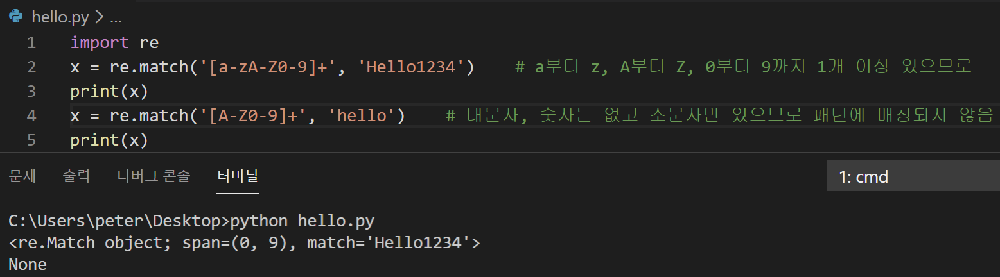 hello.py > ...
1 import re
2 x = re.match('[a-zA-Z0-9]+', 'Hello1234')    # a부터 z, A부터 Z, 0부터 9까지 1개 이상 있으므로
3 print(x)
4 x = re.match('[A-Z0-9]+', 'hello')    # 대문자, 숫자는 없고 소문자만 있으므로 패턴에 매칭되지 않음
5 print(x)
문제 출력 디버그 콘솔 터미널 1: cmd
C:\Users\peter\Desktop>python hello.py
<re.Match object; span=(0, 9), match='Hello1234'>
None